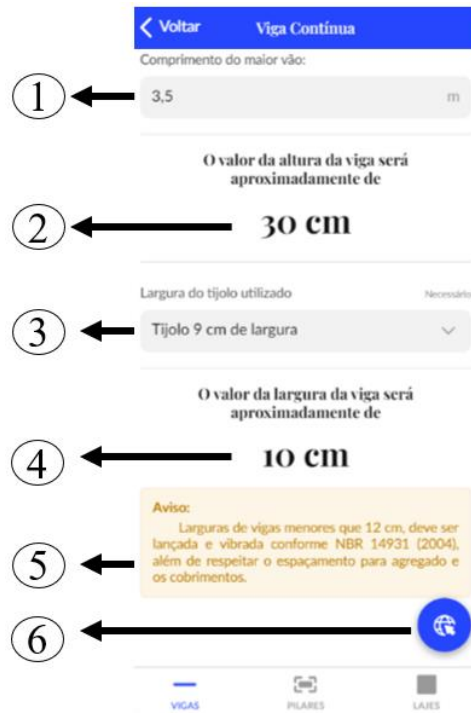 Voltar Viga Contínua
Comprimento do maior vão:
1
3,5 m
O valor da altura da viga será
aproximadamente de
2
30 cm
Largura do tijolo utilizado Necessário
3
Tijolo 9 cm de largura
O valor da largura da viga será
aproximadamente de
4
10 cm
Aviso:
Larguras de vigas menores que 12 cm, deve ser
lançada e vibrada conforme NBR 14931 (2004),
5
além de respeitar o espaçamento para agregado e
os cobrimentos.
6
VIGAS PILARES LAJES